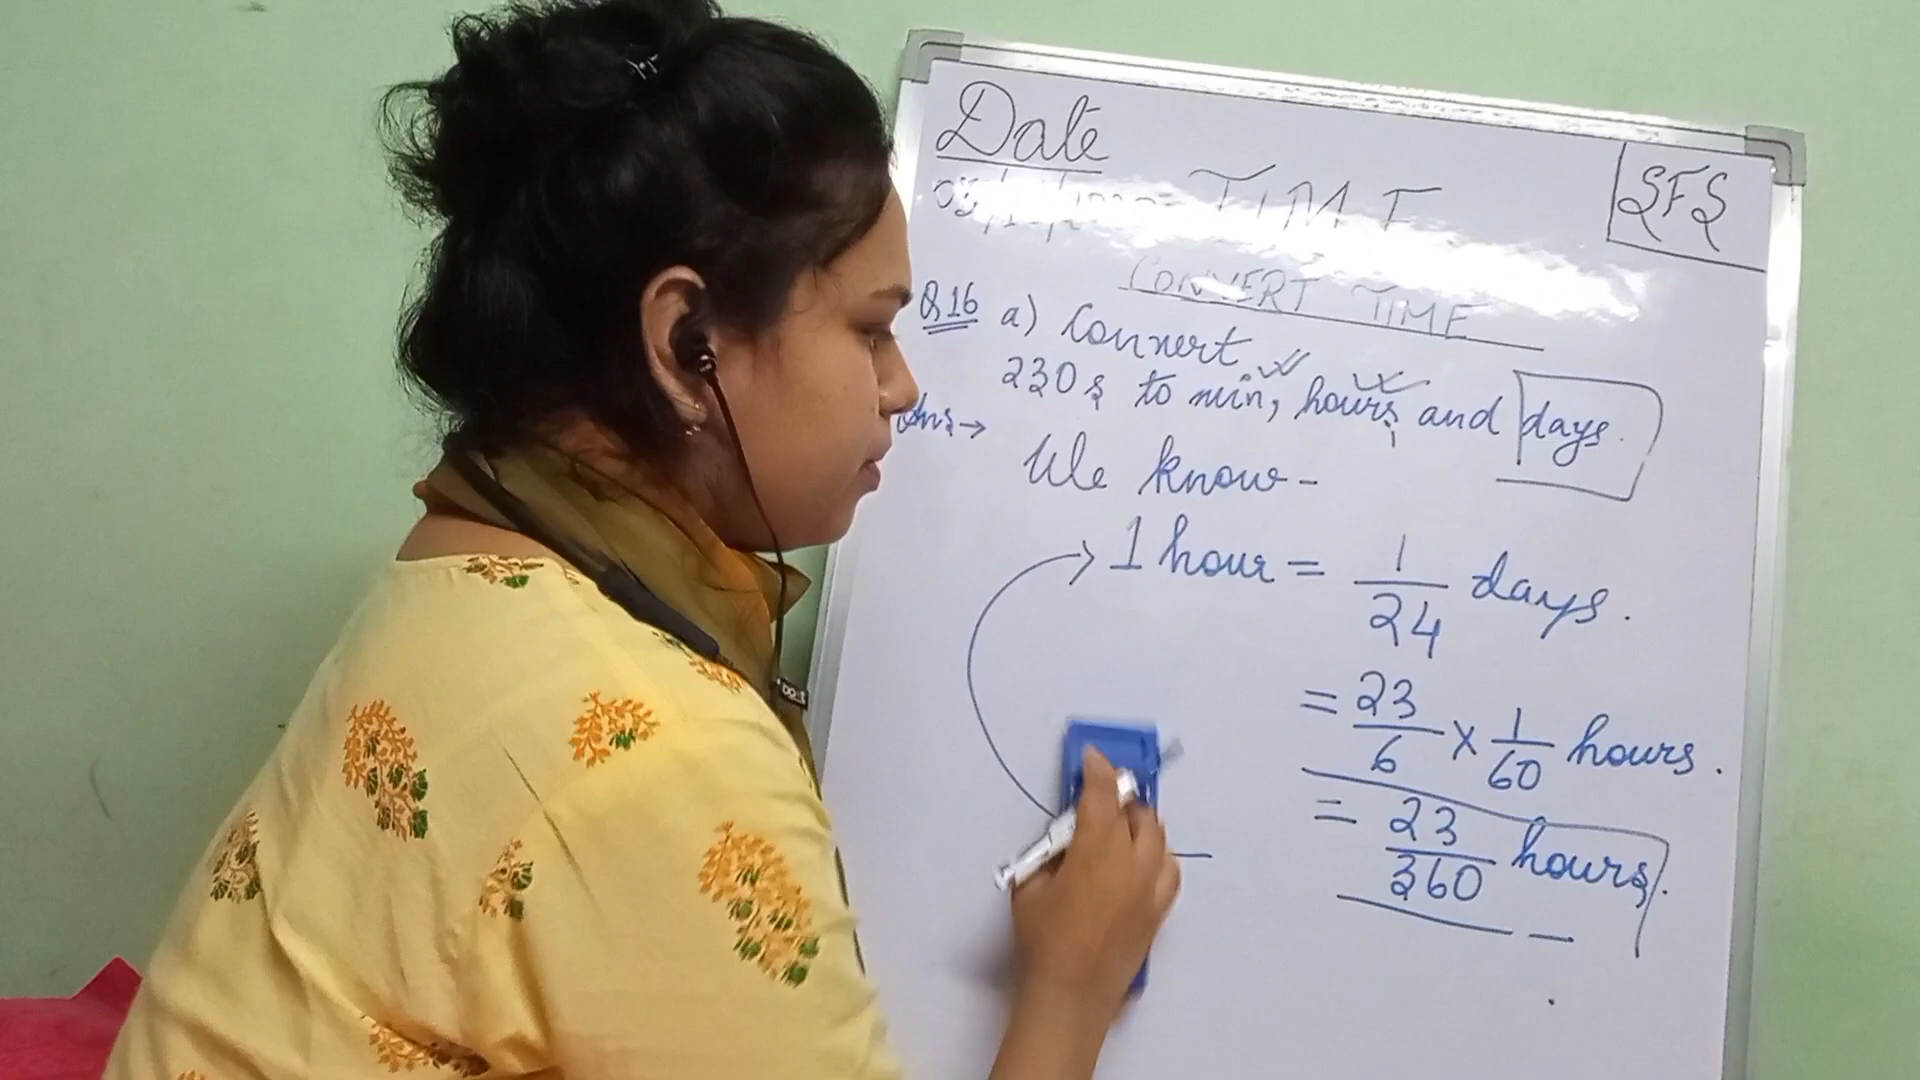 Date
SFS
TIME
CONVERT TIME
Q16 a) Convert
230s to min, hours and days.
Ans→
We know-
1 hour = 1/24 days.
= 23/6 x 1/60 hours.
= 23/360 hours.